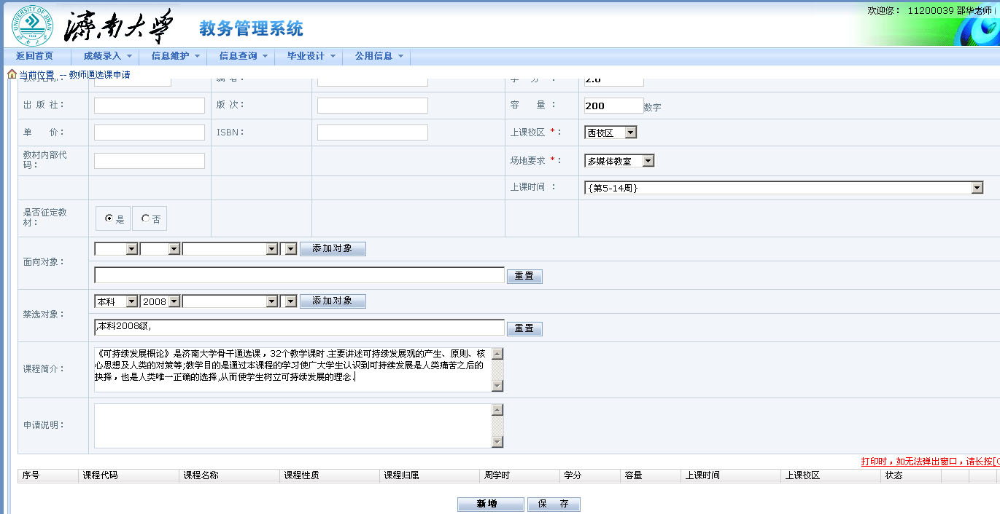 UNIVERSITY OF JINAN
濟南大學
教务管理系统
欢迎您： 11200039 邵华老师
返回首页 成绩录入 信息维护 信息查询 毕业设计 公用信息
当前位置 -- 教师通选课申请
学 分 ： 2.0
出 版 社： 版 次： 容 量 ： 200 数字
单 价： ISBN： 上课校区 *： 西校区
教材内部代
码： 场地要求 *： 多媒体教室
上课时间 ： {第5-14周}
是否征定教
材： 是 否
面向对象： 添加对象
重置
禁选对象： 本科 2008 添加对象
,本科2008级, 重置
课程简介： 《可持续发展概论》是济南大学骨干通选课，32个教学课时.主要讲述可持续发展观的产生、原则、核
心思想及人类的对策等;教学目的是通过本课程的学习使广大学生认识到可持续发展是人类痛苦之后的
抉择，也是人类唯一正确的选择,从而使学生树立可持续发展的理念.
申请说明：
打印时，如无法弹出窗口，请长按[
序号 课程代码 课程名称 课程性质 课程归属 周学时 学分 容量 上课时间 上课校区 状态
新增 保 存